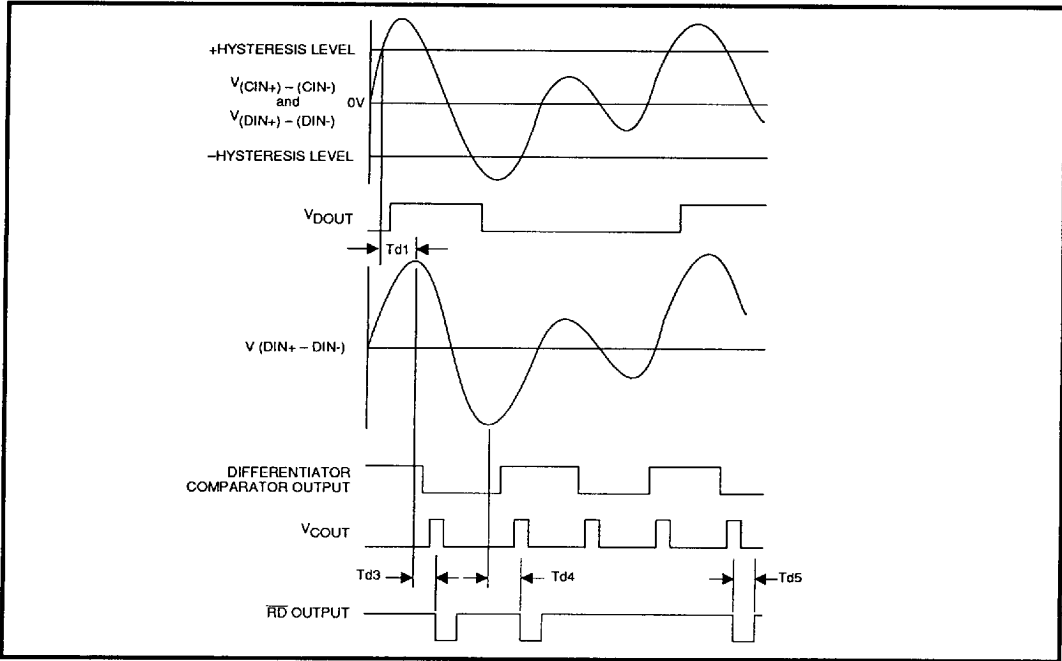 +HYSTERESIS LEVEL
V(CIN+) – (CIN-)
and
0V
V(DIN+) – (DIN-)
–HYSTERESIS LEVEL
VDOUT
Td1
V (DIN+ – DIN-)
DIFFERENTIATOR
COMPARATOR OUTPUT
VCOUT
Td3
Td4
Td5
RD OUTPUT